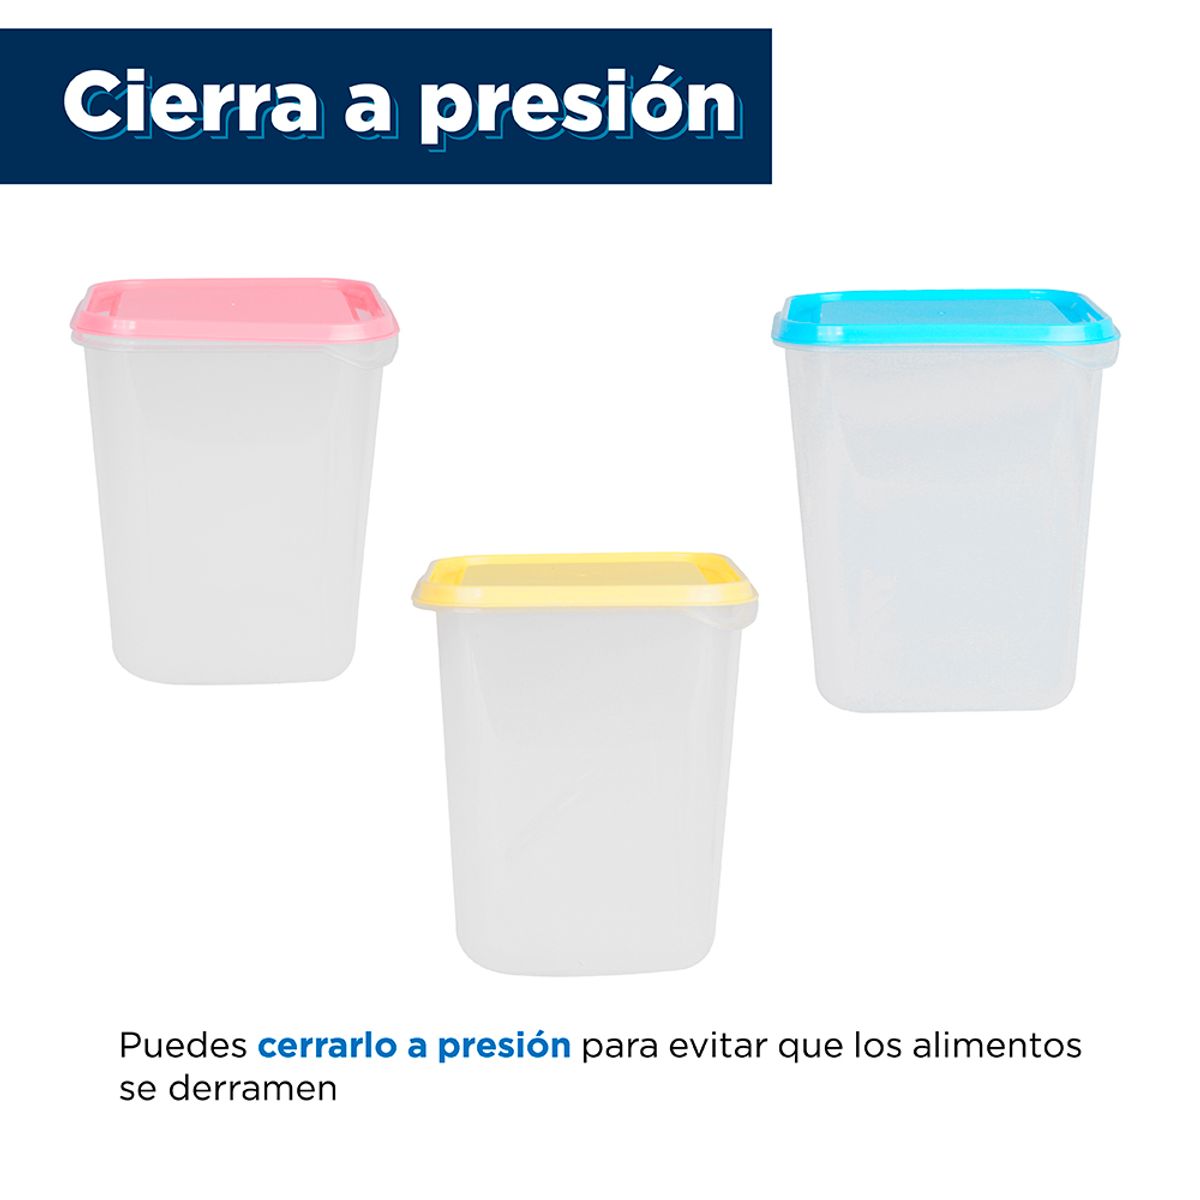 Cierra a presión
Puedes cerrarlo a presión para evitar que los alimentos
se derramen